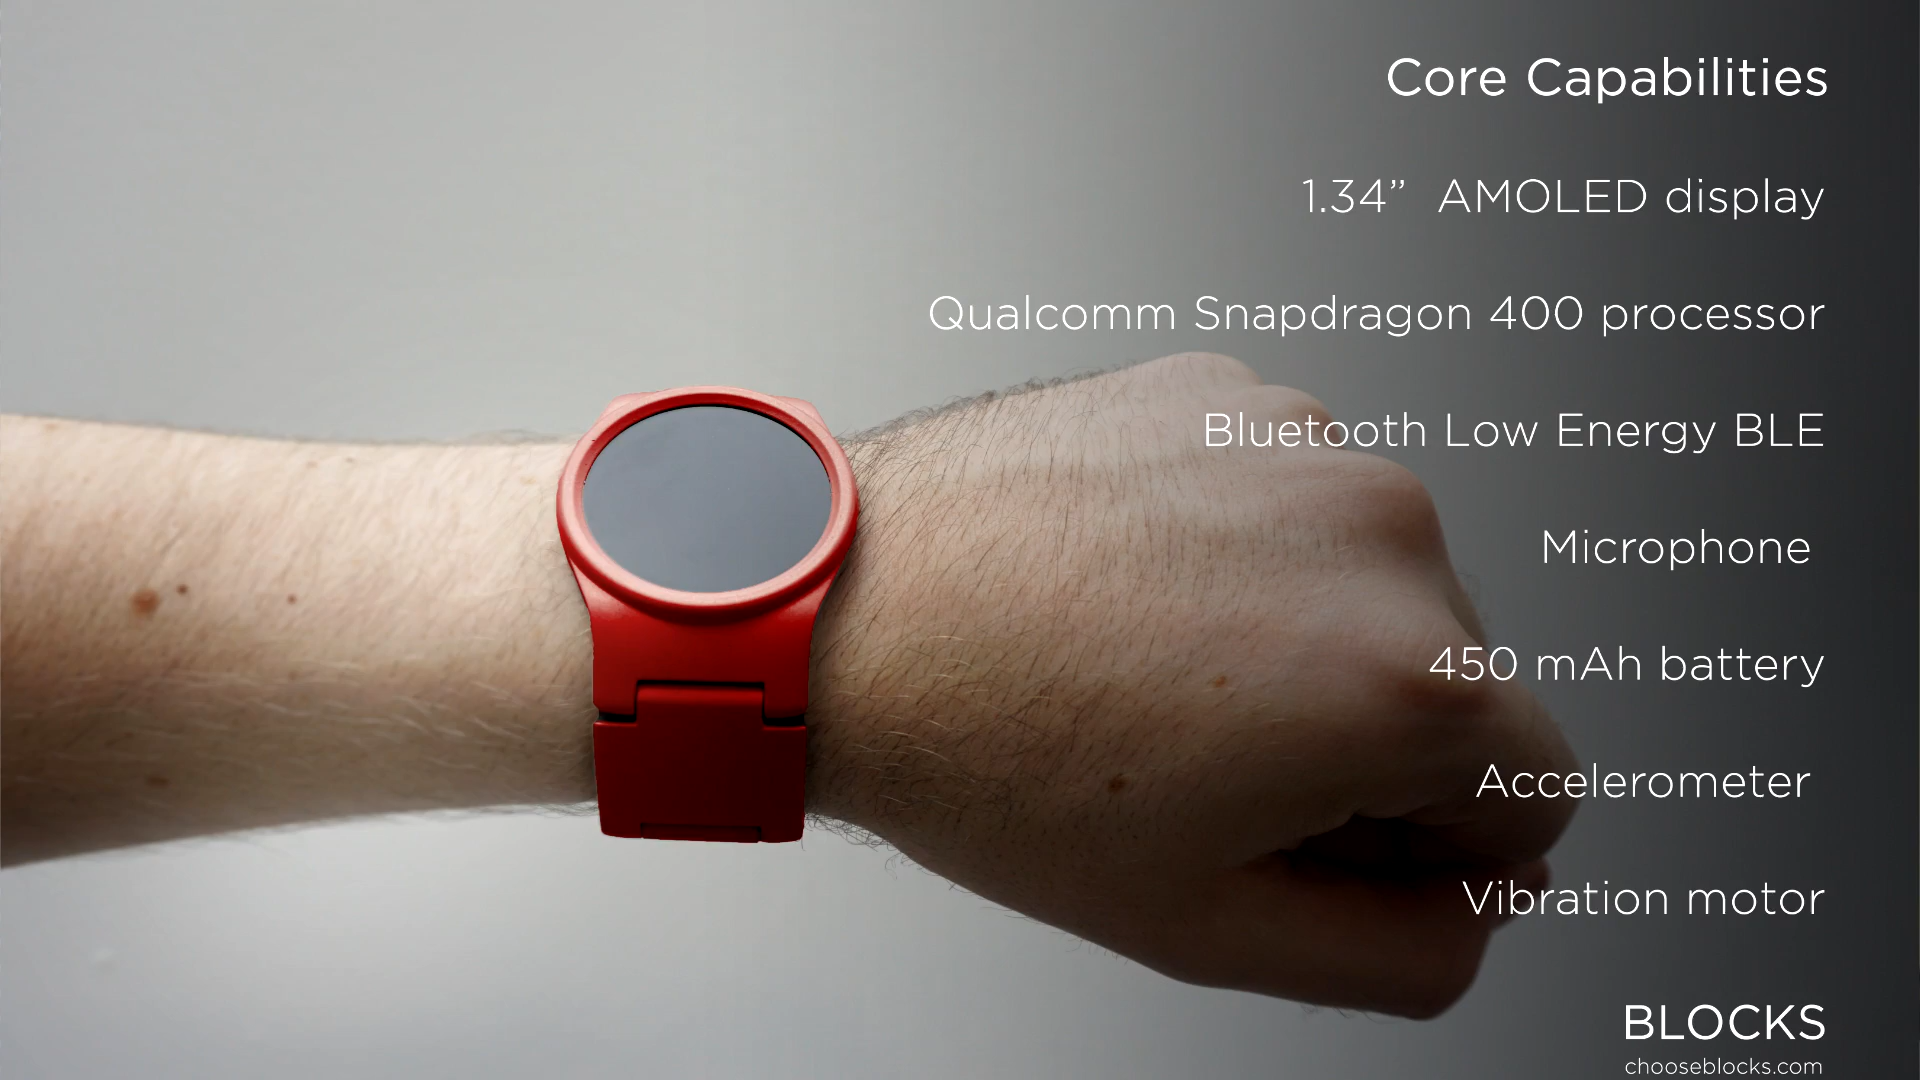 Core Capabilities
1.34” AMOLED display
Qualcomm Snapdragon 400 processor
Bluetooth Low Energy BLE
Microphone
450 mAh battery
Accelerometer
Vibration motor
BLOCKS
chooseblocks.com